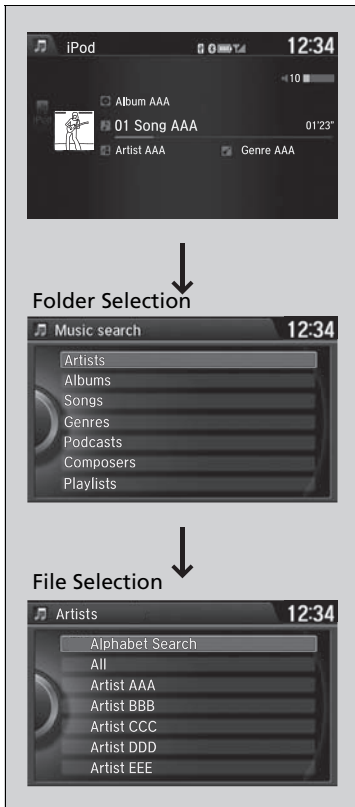 iPod 12:34
10
Album AAA
01 Song AAA 01'23"
Artist AAA Genre AAA
Folder Selection
Music search 12:34
Artists
Albums
Songs
Genres
Podcasts
Composers
Playlists
File Selection
Artists 12:34
Alphabet Search
All
Artist AAA
Artist BBB
Artist CCC
Artist DDD
Artist EEE